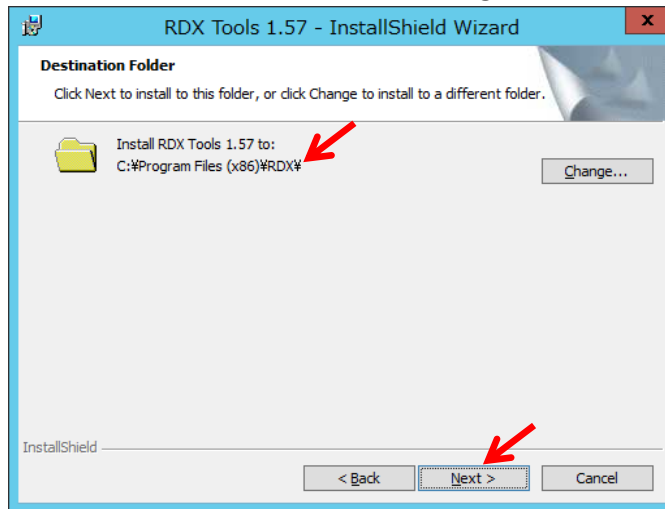 RDX Tools 1.57 - InstallShield Wizard
x
Destination Folder
Click Next to install to this folder, or click Change to install to a different folder.
Install RDX Tools 1.57 to:
C:¥Program Files (x86)¥RDX¥
Change...
InstallShield
< Back Next > Cancel